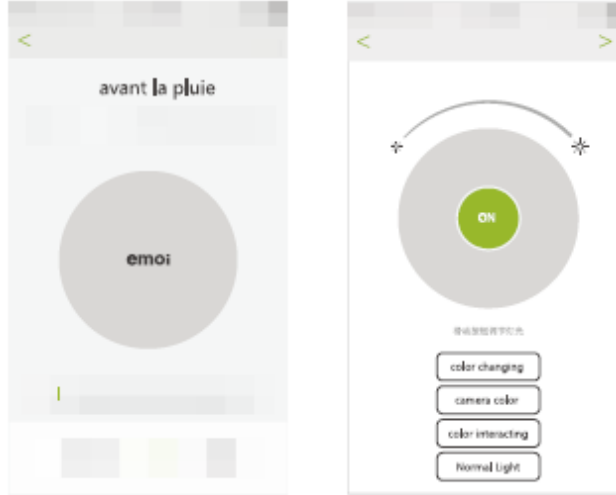 <
avant la pluie
emoi
< >
ON
color changing
camera color
color interacting
Normal Light